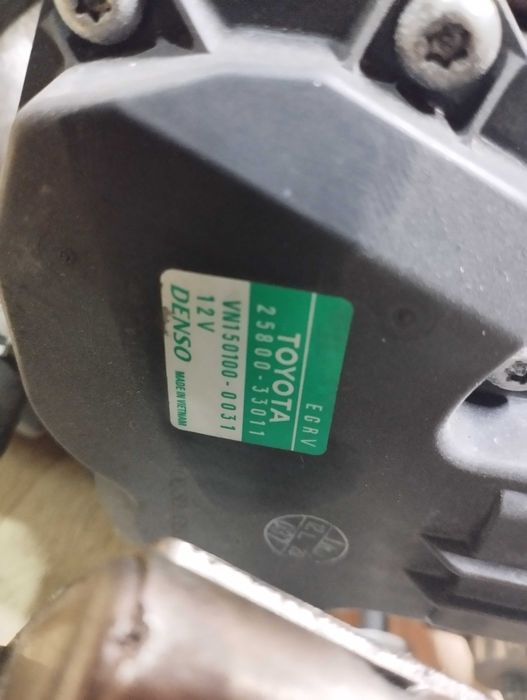 EGRV
TOYOTA
25800-33011
VN150100-0031
12V
DENSO MADE IN VIETNAM